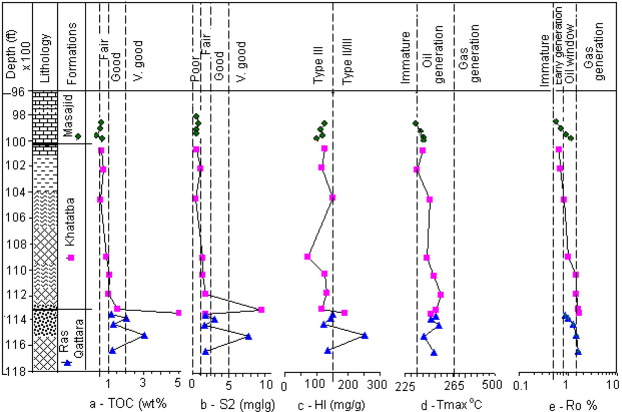 Depth (ft)
x 100
Lithology
Formations
Fair
Good
V. good
Poor
Fair
Good
V. good
Type III
Type II/III
Immature
Oil
generation
Gas
generation
Immature
Early generation
Oil window
Gas
generation
96
98
100
102
104
106
108
110
112
114
116
118
Masajid
Khatatba
Ras
Qattara
1 3 5
0 5 10
0 100 200 300
225 265 300
0.1 1 10
a - TOC (wt%
b - S2 (mglg)
c - HI (mg/g)
d -Tmax °C
e - Ro %